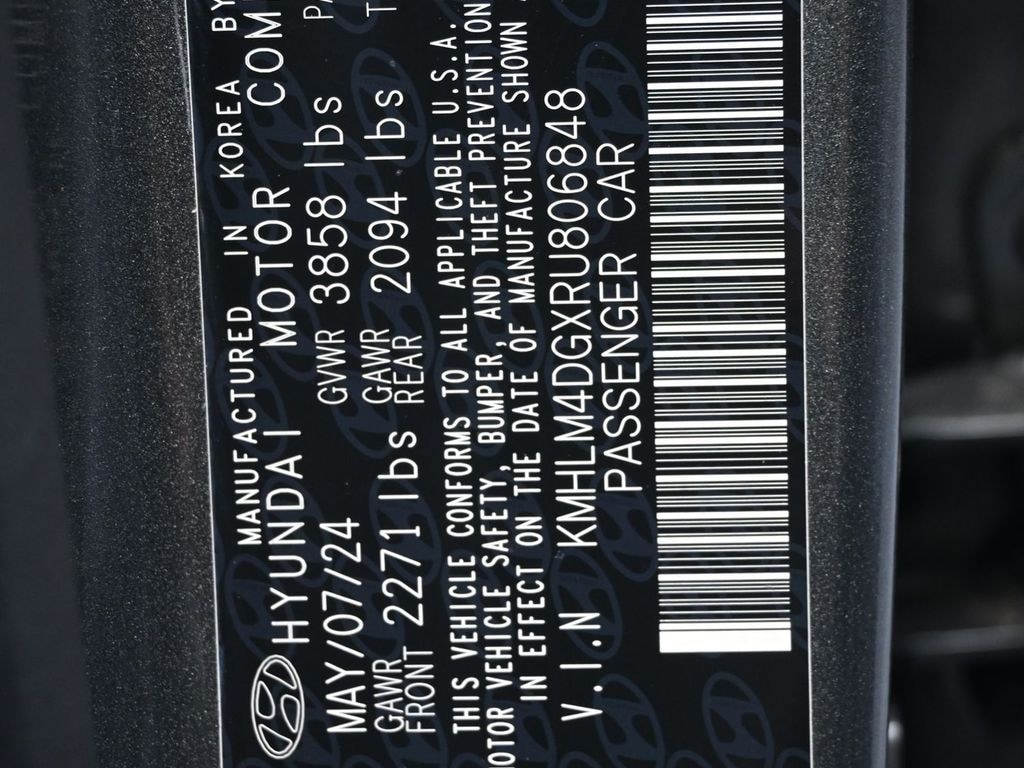 MANUFACTURED IN KOREA BY
HYUNDAI MOTOR COM
MAY/07/24 GVWR 3858 lbs PA
GAWR FRONT 2271 lbs GAWR REAR 2094 lbs T
THIS VEHICLE CONFORMS TO ALL APPLICABLE U.S.A.
MOTOR VEHICLE SAFETY, BUMPER, AND THEFT PREVENTION
IN EFFECT ON THE DATE OF MANUFACTURE SHOWN
V.I.N KMHLM4DGXRU806848
PASSENGER CAR